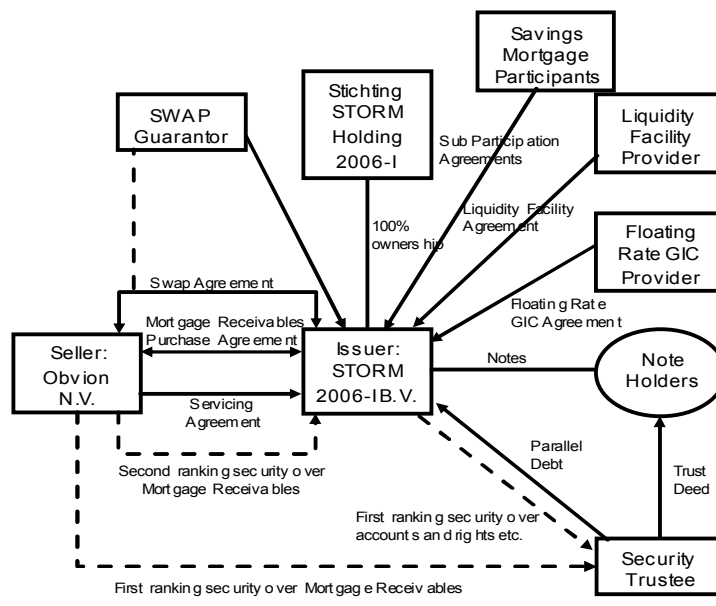 Savings
Mortgage
Participants
Stichting
STORM
Holding
2006-I
SWAP
Guarantor
Liquidity
Facility
Provider
Sub Participation
Agreements
Liquidity Facility
Agreement
100%
ownership
Floating
Rate GIC
Provider
Swap Agreement
Floating Rate
GIC Agreement
Mortgage Receivables
Purchase Agreement
Seller:
Obvion
N.V.
Issuer:
STORM
2006-IB.V.
Notes
Note
Holders
Servicing
Agreement
Parallel
Debt
Trust
Deed
Second ranking security over
Mortgage Receivables
First ranking security over
accounts and rights etc.
Security
Trustee
First ranking security over Mortgage Receivables